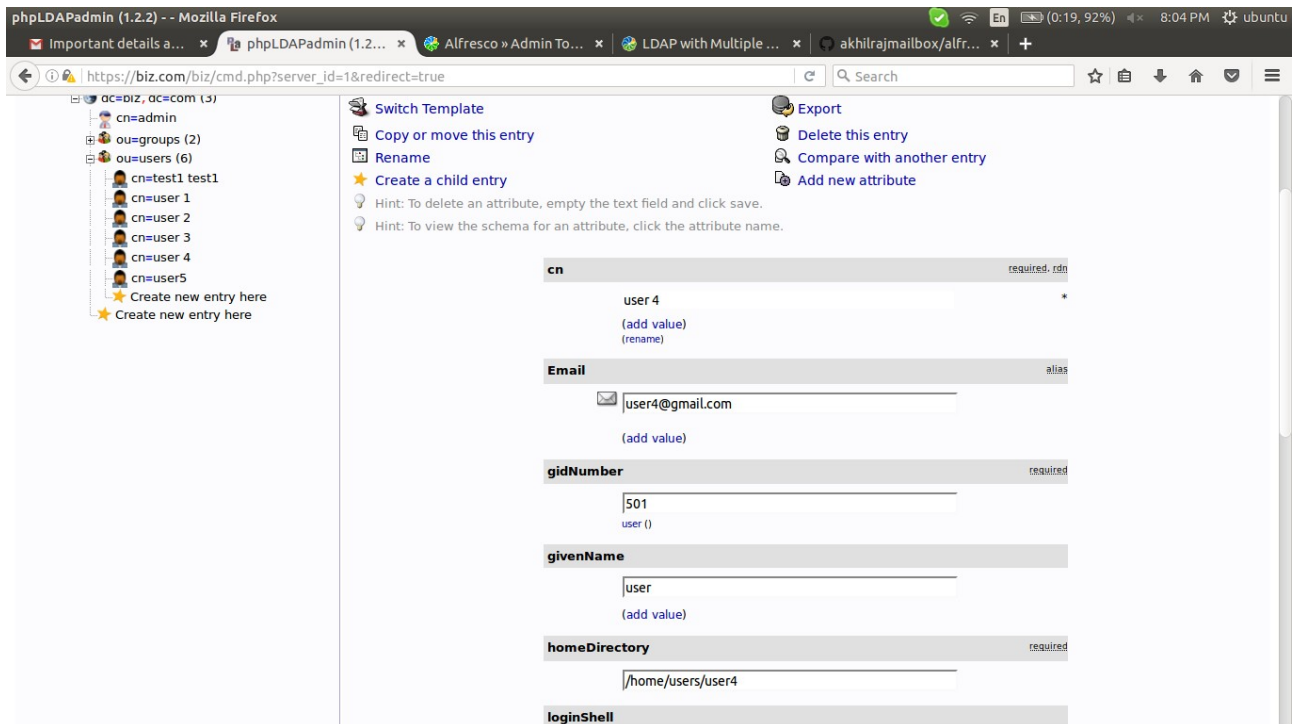 phpLDAPadmin (1.2.2) - - Mozilla Firefox
En (0:19, 92%) 8:04 PM ubuntu
Important details a... × phpLDAPadmin (1.2... × Alfresco » Admin To... × LDAP with Multiple ... × akhilrajmailbox/alfr... × +
https://biz.com/biz/cmd.php?server_id=1&redirect=true Search
dc=biz, dc=com (3)
cn=admin
ou=groups (2)
ou=users (6)
cn=test1 test1
cn=user 1
cn=user 2
cn=user 3
cn=user 4
cn=user5
Create new entry here
Create new entry here
Switch Template Export
Copy or move this entry Delete this entry
Rename Compare with another entry
Create a child entry Add new attribute
Hint: To delete an attribute, empty the text field and click save.
Hint: To view the schema for an attribute, click the attribute name.
cn required, rdn
user 4 *
(add value)
(rename)
Email alias
user4@gmail.com
(add value)
gidNumber required
501
user ()
givenName
user
(add value)
homeDirectory required
/home/users/user4
loginShell